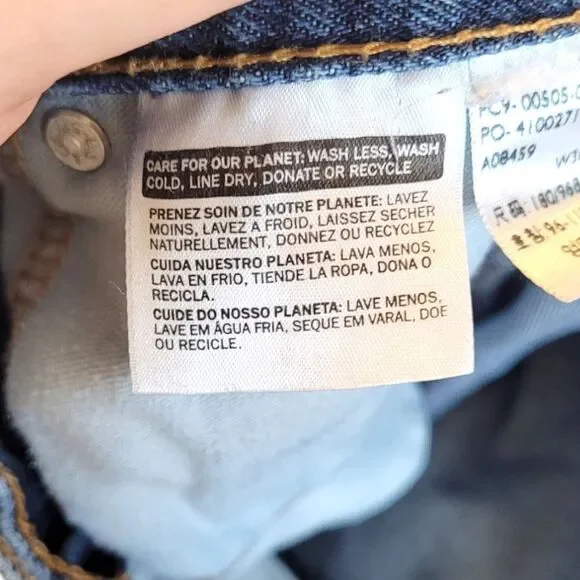 CARE FOR OUR PLANET: WASH LESS, WASH
COLD, LINE DRY, DONATE OR RECYCLE
PRENEZ SOIN DE NOTRE PLANETE: LAVEZ
MOINS, LAVEZ A FROID, LAISSEZ SECHER
NATURELLEMENT, DONNEZ OU RECYCLEZ
CUIDA NUESTRO PLANETA: LAVA MENOS,
LAVA EN FRIO, TIENDE LA ROPA, DONA O
RECICLA.
CUIDE DO NOSSO PLANETA: LAVE MENOS,
LAVE EM ÁGUA FRIA, SEQUE EM VARAL, DOE
OU RECICLE.
PC9-00505-
PO-410027
A08459